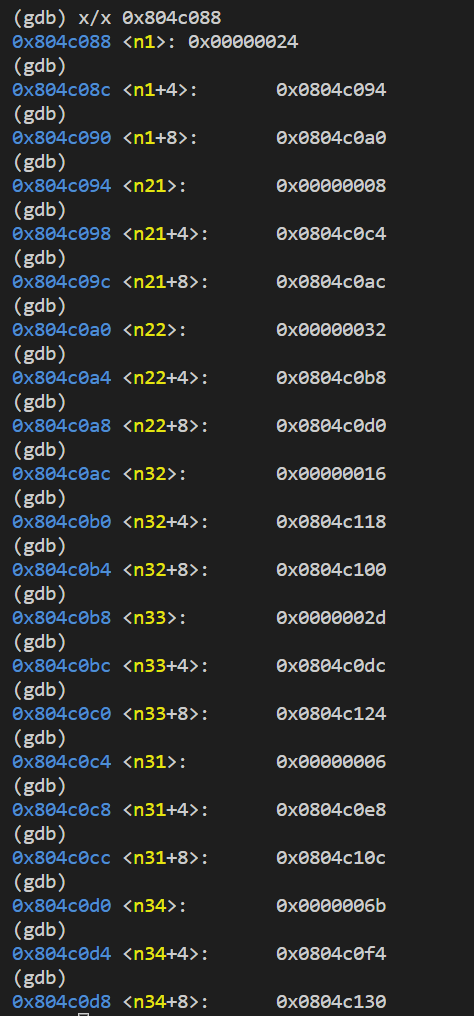 (gdb) x/x 0x804c088
0x804c088 <n1>: 0x00000024
(gdb)
0x804c08c <n1+4>:       0x0804c094
(gdb)
0x804c090 <n1+8>:       0x0804c0a0
(gdb)
0x804c094 <n21>:        0x00000008
(gdb)
0x804c098 <n21+4>:      0x0804c0c4
(gdb)
0x804c09c <n21+8>:      0x0804c0ac
(gdb)
0x804c0a0 <n22>:        0x00000032
(gdb)
0x804c0a4 <n22+4>:      0x0804c0b8
(gdb)
0x804c0a8 <n22+8>:      0x0804c0d0
(gdb)
0x804c0ac <n32>:        0x00000016
(gdb)
0x804c0b0 <n32+4>:      0x0804c118
(gdb)
0x804c0b4 <n32+8>:      0x0804c100
(gdb)
0x804c0b8 <n33>:        0x0000002d
(gdb)
0x804c0bc <n33+4>:      0x0804c0dc
(gdb)
0x804c0c0 <n33+8>:      0x0804c124
(gdb)
0x804c0c4 <n31>:        0x00000006
(gdb)
0x804c0c8 <n31+4>:      0x0804c0e8
(gdb)
0x804c0cc <n31+8>:      0x0804c10c
(gdb)
0x804c0d0 <n34>:        0x0000006b
(gdb)
0x804c0d4 <n34+4>:      0x0804c0f4
(gdb)
0x804c0d8 <n34+8>:      0x0804c130